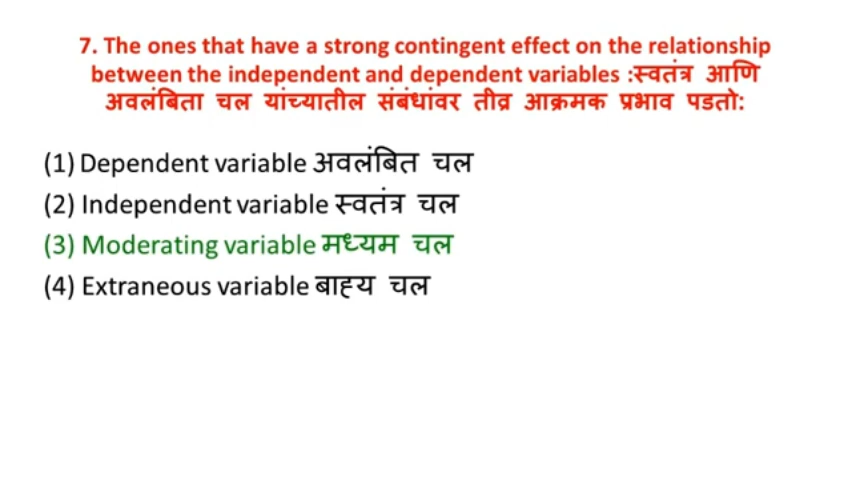 7. The ones that have a strong contingent effect on the relationship
between the independent and dependent variables :स्वतंत्र आणि
अवलंबिता चल यांच्यातील संबंधांवर तीव्र आक्रमक प्रभाव पडतो:
(1) Dependent variable अवलंबित चल
(2) Independent variable स्वतंत्र चल
(3) Moderating variable मध्यम चल
(4) Extraneous variable बाह्य चल